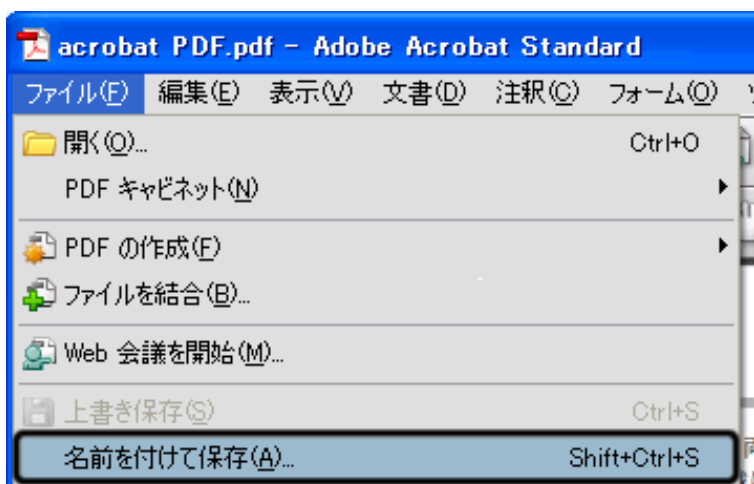 acrobat PDF.pdf - Adobe Acrobat Standard
ファイル(F) 編集(E) 表示(V) 文書(D) 注釈(C) フォーム(O)
開く(O)... Ctrl+O
PDF キャビネット(N)
PDF の作成(F)
ファイルを結合(B)...
Web 会議を開始(M)...
上書き保存(S) Ctrl+S
名前を付けて保存(A)... Shift+Ctrl+S